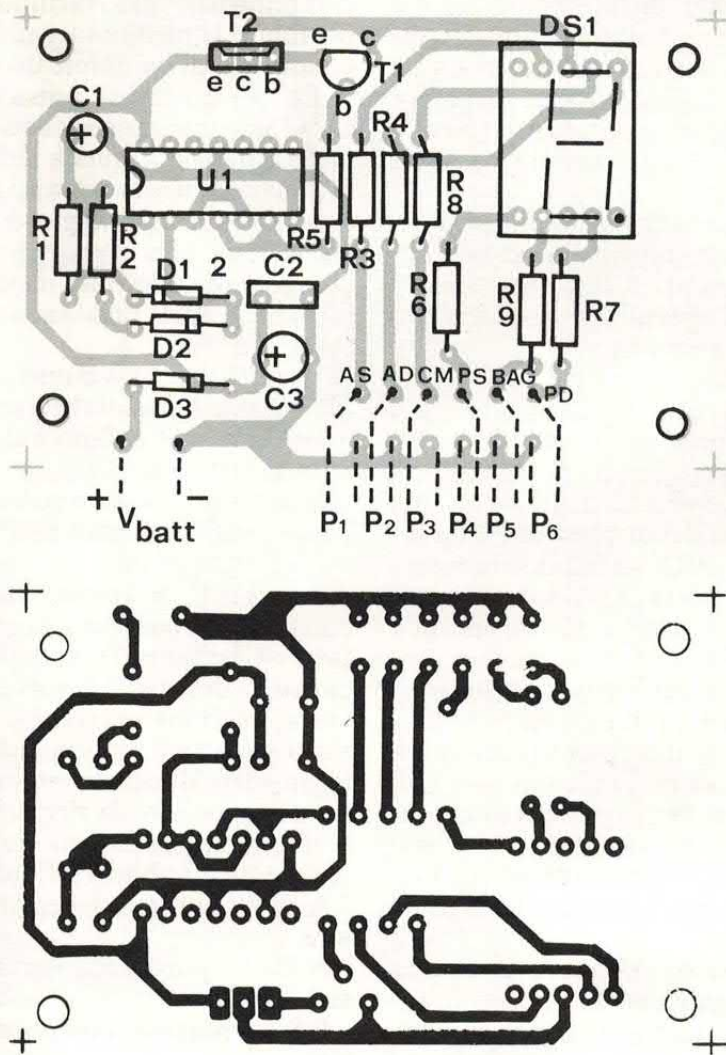 T2
DS1
e c b
e c
T1
b
C1
R4
U1
R
8
R
1
R
2
R5
R3
D1 2
C2
R
6
R
9
R7
D2
C3
D3
AS AD CM PS BAG PD
+ Vbatt −
P1 P2 P3 P4 P5 P6